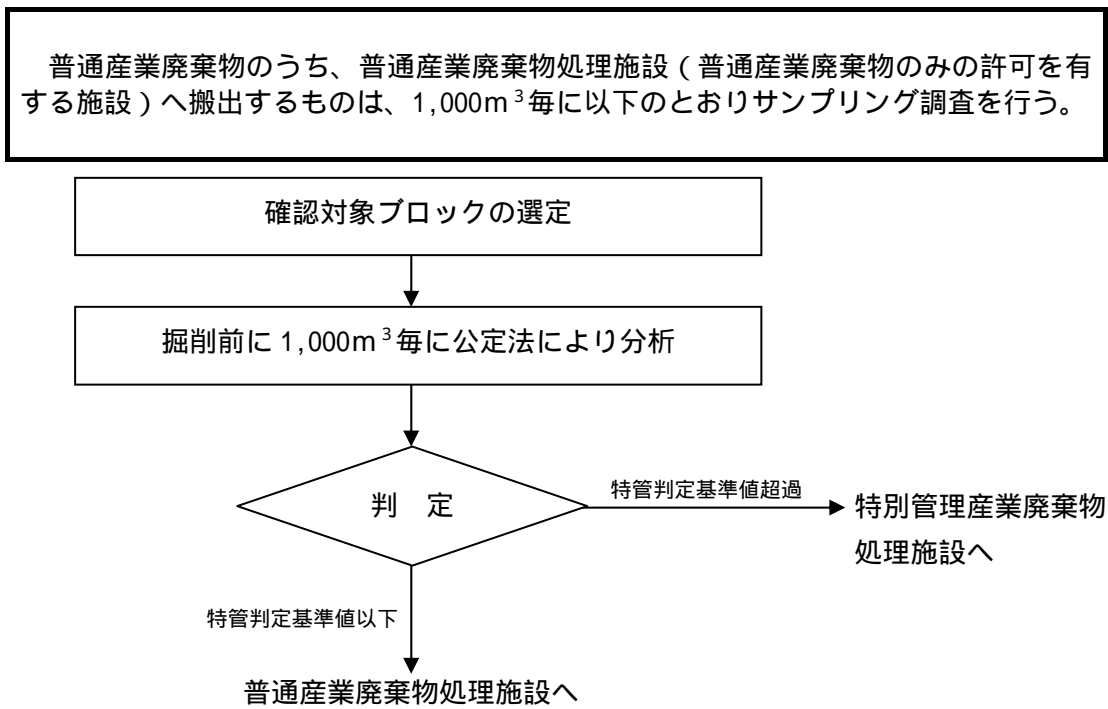 普通産業廃棄物のうち、普通産業廃棄物処理施設(普通産業廃棄物のみの許可を有
する施設)へ搬出するものは、1,000m³毎に以下のとおりサンプリング調査を行う。
確認対象ブロックの選定
掘削前に1,000m³毎に公定法により分析
判 定
特管判定基準値超過
特別管理産業廃棄物
処理施設へ
特管判定基準値以下
普通産業廃棄物処理施設へ